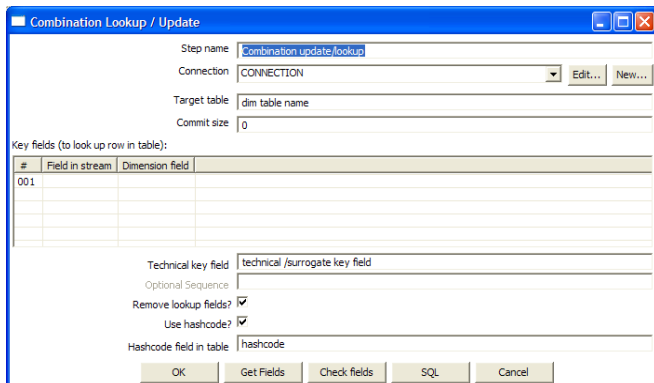 Combination Lookup / Update
Step name Combination update/lookup
Connection CONNECTION Edit... New...
Target table dim table name
Commit size 0
Key fields (to look up row in table):
# Field in stream Dimension field
001
Technical key field technical /surrogate key field
Optional Sequence
Remove lookup fields?
Use hashcode?
Hashcode field in table hashcode
OK Get Fields Check fields SQL Cancel